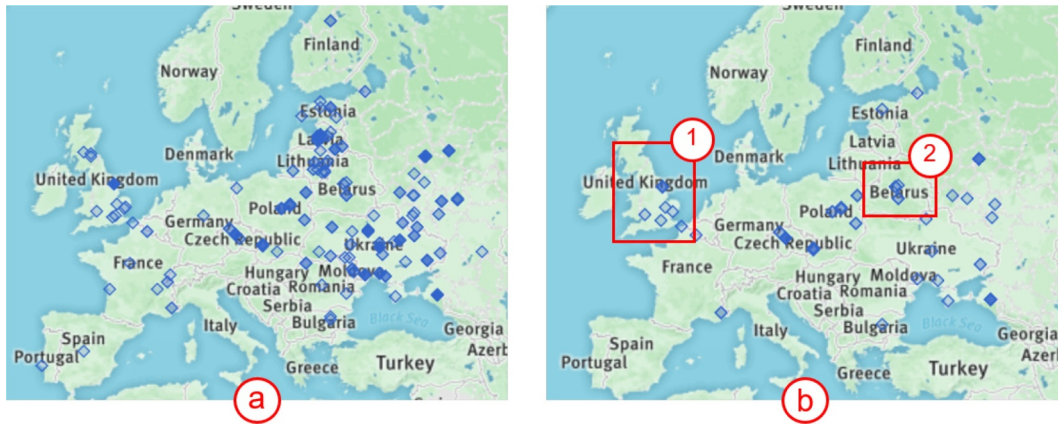 Sweden
Finland
Norway
Estonia
Latvia
Denmark
Lithuania
United Kingdom
Belarus
Poland
Germany
Czech Republic
Ukraine
France
Hungary
Moldova
Croatia
Romania
Serbia
Italy
Bulgaria
Black Sea
Georgia
Spain
Azerb
Portugal
Turkey
Greece
a
Sweden
Finland
Norway
Estonia
1
Latvia
Denmark
2
Lithuania
United Kingdom
Belarus
Poland
Germany
Czech Republic
Ukraine
France
Hungary
Moldova
Croatia
Romania
Serbia
Italy
Bulgaria
Black Sea
Georgia
Spain
Azer
Portugal
Turkey
Greece
b